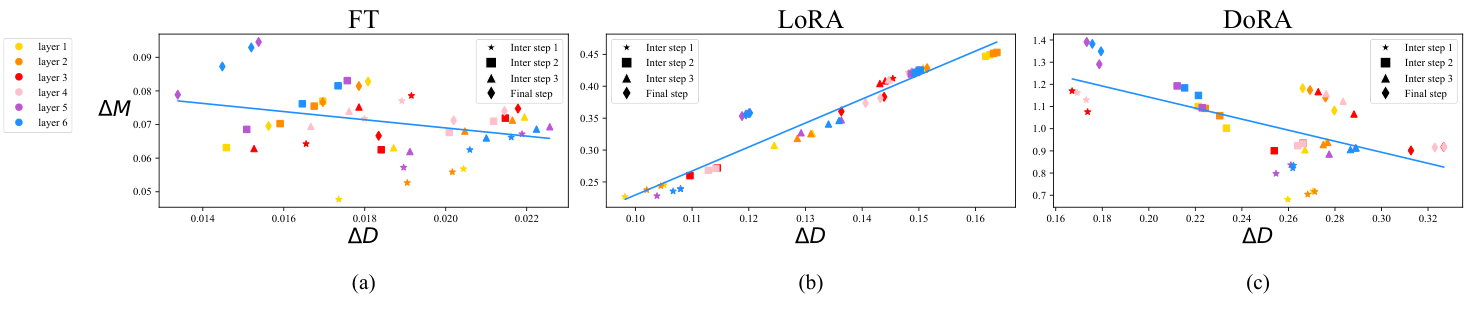 FT
LoRA
DoRA
layer 1
layer 2
layer 3
layer 4
layer 5
layer 6
ΔM
0.09
0.08
0.07
0.06
0.05
Inter step 1
Inter step 2
Inter step 3
Final step
0.014
0.016
0.018
0.020
0.022
ΔD
(a)
0.45
0.40
0.35
0.30
0.25
Inter step 1
Inter step 2
Inter step 3
Final step
0.10
0.11
0.12
0.13
0.14
0.15
0.16
ΔD
(b)
1.4
1.3
1.2
1.1
1.0
0.9
0.8
0.7
Inter step 1
Inter step 2
Inter step 3
Final step
0.16
0.18
0.20
0.22
0.24
0.26
0.28
0.30
0.32
ΔD
(c)